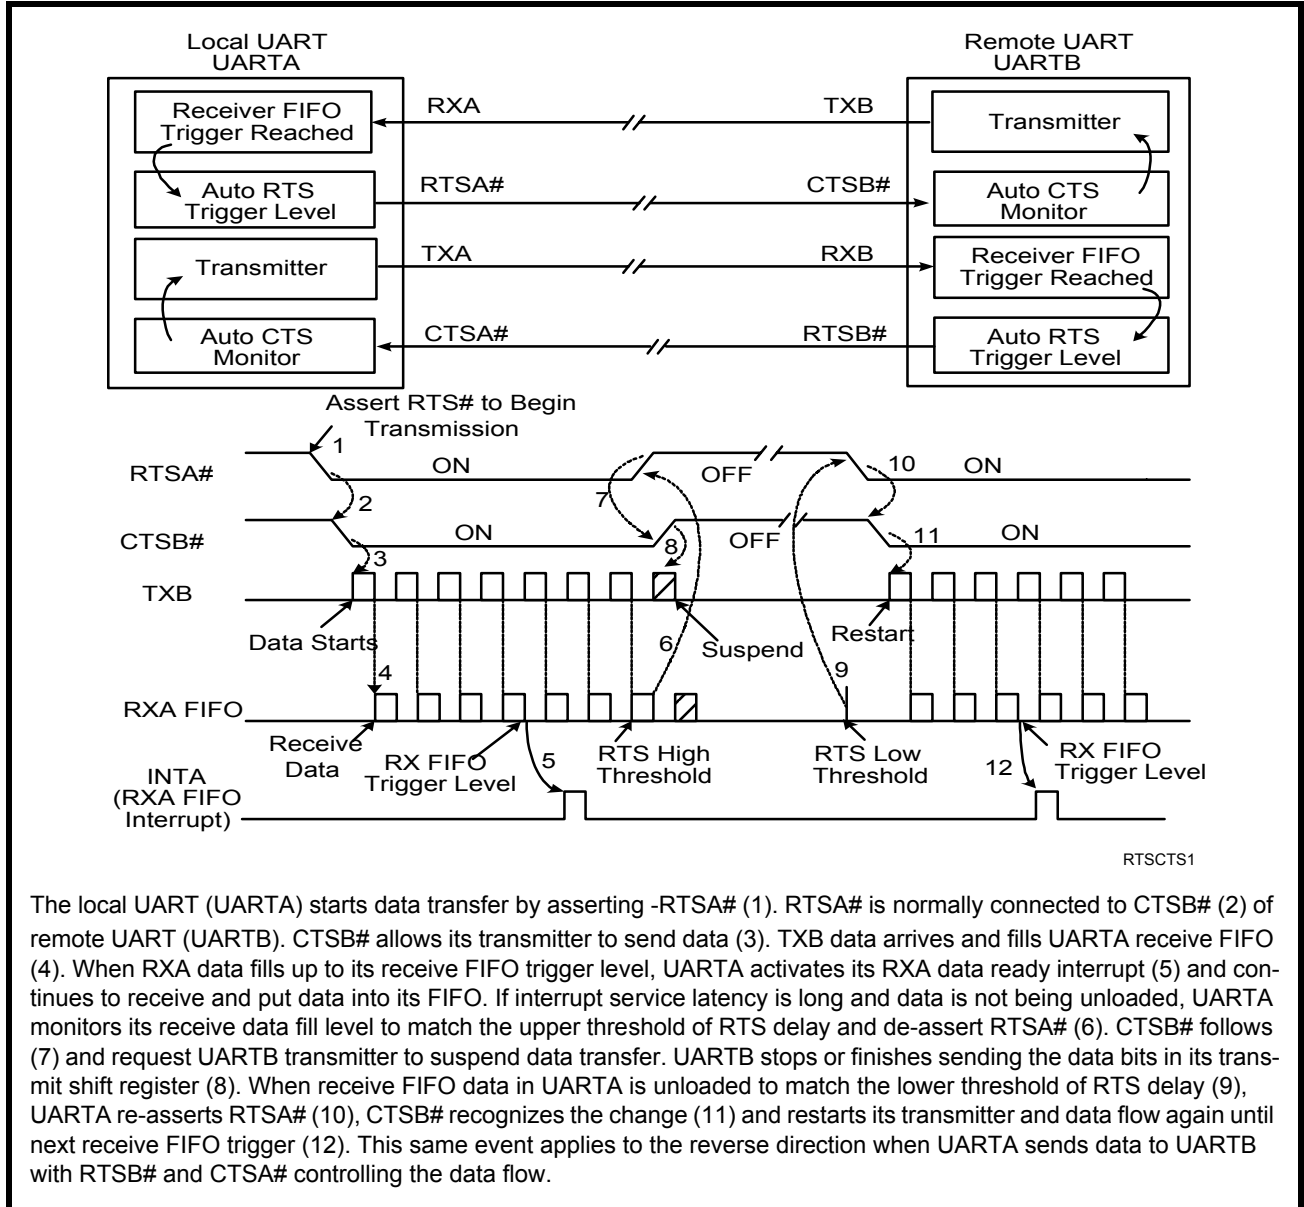 Local UART
UARTA
Remote UART
UARTB
Receiver FIFO
Trigger Reached
RXA
TXB
Transmitter
Auto RTS
Trigger Level
RTSA#
CTSB#
Auto CTS
Monitor
Transmitter
TXA
RXB
Receiver FIFO
Trigger Reached
Auto CTS
Monitor
CTSA#
RTSB#
Auto RTS
Trigger Level
Assert RTS# to Begin
Transmission
1
RTSA#
ON
OFF
10
ON
2
7
CTSB#
ON
8
OFF
11
ON
3
TXB
Data Starts
6
Suspend
Restart
4
9
RXA FIFO
Receive
Data
RX FIFO
Trigger Level
5
RTS High
Threshold
RTS Low
Threshold
12
RX FIFO
Trigger Level
INTA
(RXA FIFO
Interrupt)
RTSCTS1
The local UART (UARTA) starts data transfer by asserting -RTSA# (1). RTSA# is normally connected to CTSB# (2) of
remote UART (UARTB). CTSB# allows its transmitter to send data (3). TXB data arrives and fills UARTA receive FIFO
(4). When RXA data fills up to its receive FIFO trigger level, UARTA activates its RXA data ready interrupt (5) and con-
tinues to receive and put data into its FIFO. If interrupt service latency is long and data is not being unloaded, UARTA
monitors its receive data fill level to match the upper threshold of RTS delay and de-assert RTSA# (6). CTSB# follows
(7) and request UARTB transmitter to suspend data transfer. UARTB stops or finishes sending the data bits in its trans-
mit shift register (8). When receive FIFO data in UARTA is unloaded to match the lower threshold of RTS delay (9),
UARTA re-asserts RTSA# (10), CTSB# recognizes the change (11) and restarts its transmitter and data flow again until
next receive FIFO trigger (12). This same event applies to the reverse direction when UARTA sends data to UARTB
with RTSB# and CTSA# controlling the data flow.